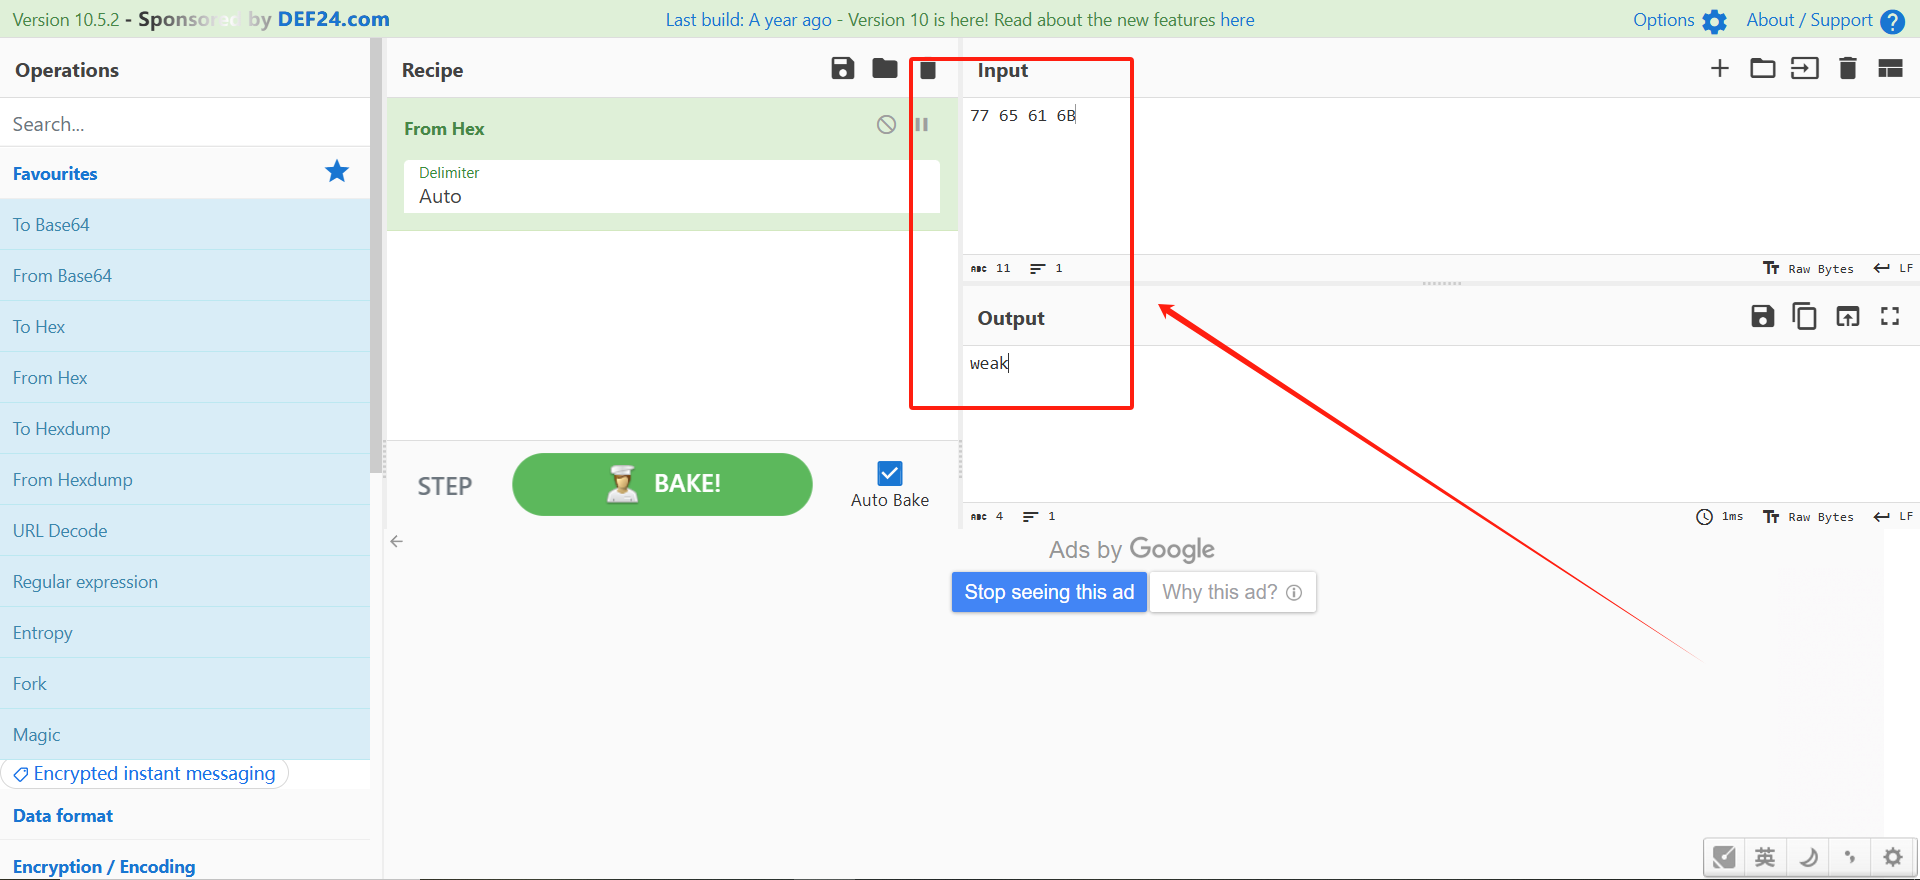 Version 10.5.2 - Sponsored by DEF24.com
Last build: A year ago - Version 10 is here! Read about the new features here
Options
About / Support
Operations
Search...
Favourites
To Base64
From Base64
To Hex
From Hex
To Hexdump
From Hexdump
URL Decode
Regular expression
Entropy
Fork
Magic
Encrypted instant messaging
Data format
Encryption / Encoding
Recipe
From Hex
Delimiter
Auto
STEP
BAKE!
Auto Bake
Input
77 65 61 6B
ABC 11 1
Tт Raw Bytes LF
Output
weak
ABC 4 1
1ms Tт Raw Bytes LF
Ads by Google
Stop seeing this ad
Why this ad?
英